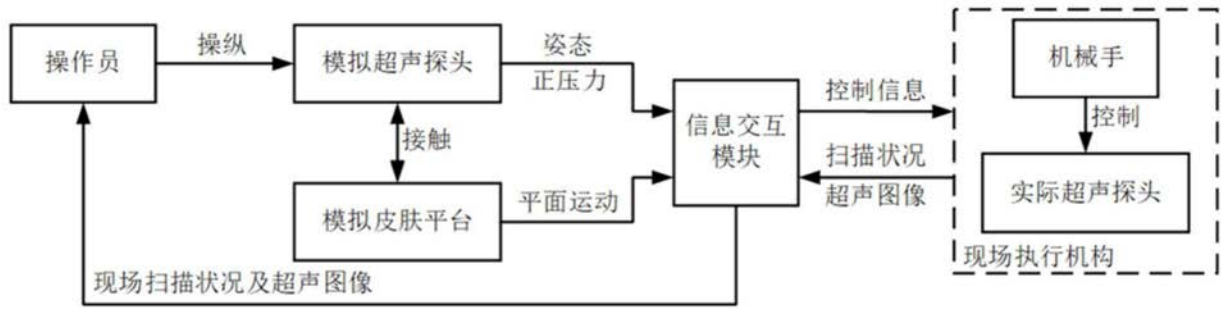 操作员
操纵
模拟超声探头
姿态
正压力
接触
模拟皮肤平台
平面运动
信息交互
模块
控制信息
扫描状况
超声图像
机械手
控制
实际超声探头
现场执行机构
现场扫描状况及超声图像